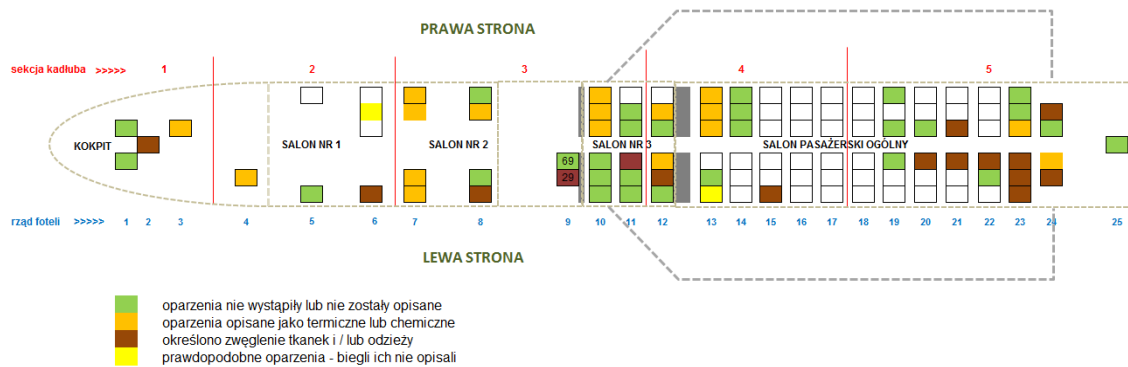 PRAWA STRONA
sekcja kadłuba >>>>> 1 2 3 4 5
KOKPIT SALON NR 1 SALON NR 2 SALON NR 3 SALON PASAŻERSKI OGÓLNY
69
29
rząd foteli >>>>> 1 2 3 4 5 6 7 8 9 10 11 12 13 14 15 16 17 18 19 20 21 22 23 24 25
LEWA STRONA
oparzenia nie wystąpiły lub nie zostały opisane
oparzenia opisane jako termiczne lub chemiczne
określono zwęglenie tkanek i / lub odzieży
prawdopodobne oparzenia - biegli ich nie opisali